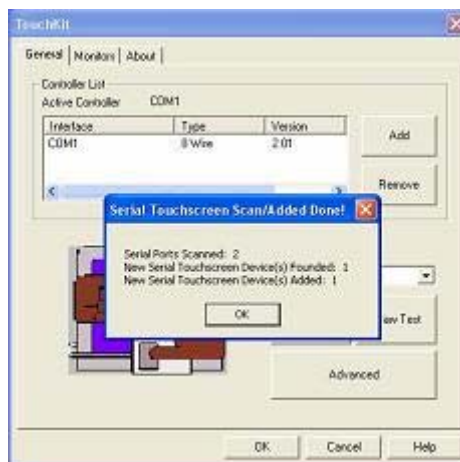 TouchKit
General Monitors About
Controller List
Active Controller COM1
Interface Type Version
COM1 8 Wire 2.01
Add
Remove
Serial Touchscreen Scan/Added Done!
Serial Ports Scanned: 2
New Serial Touchscreen Device(s) Founded: 1
New Serial Touchscreen Device(s) Added: 1
OK
Test
Advanced
OK Cancel Help